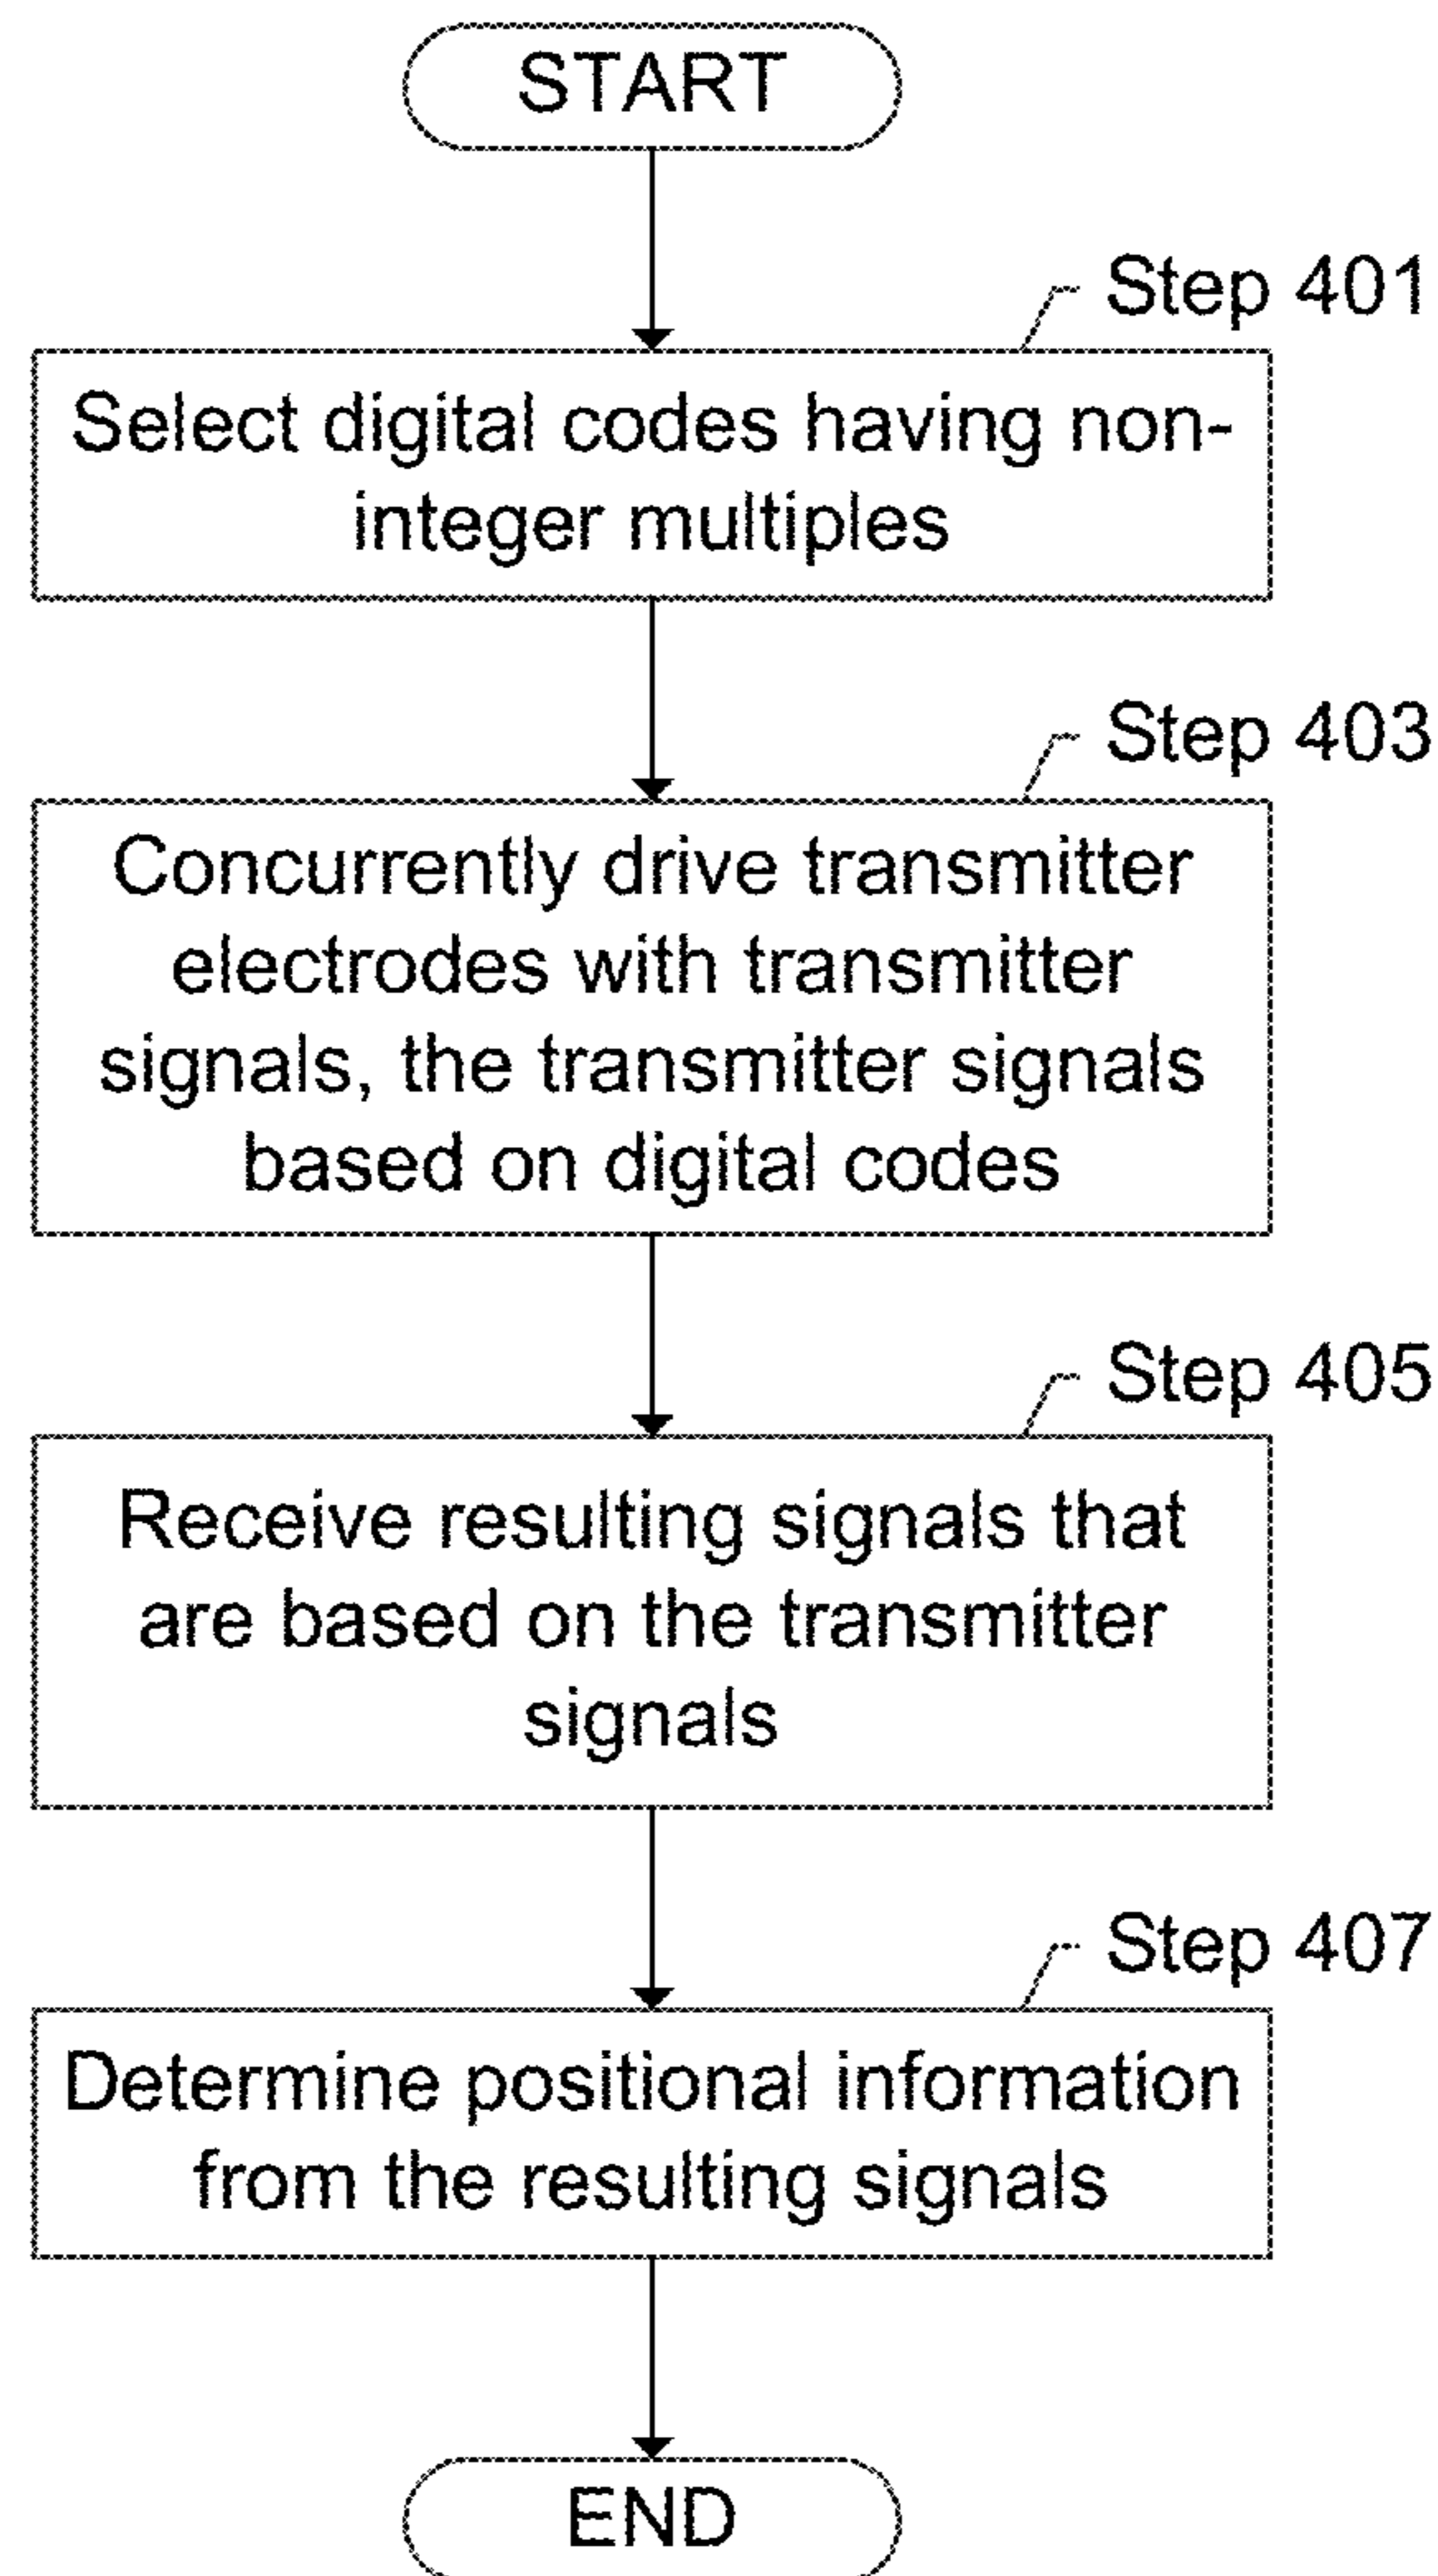 START
Step 401
Select digital codes having non-
integer multiples
Step 403
Concurrently drive transmitter
electrodes with transmitter
signals, the transmitter signals
based on digital codes
Step 405
Receive resulting signals that
are based on the transmitter
signals
Step 407
Determine positional information
from the resulting signals
END